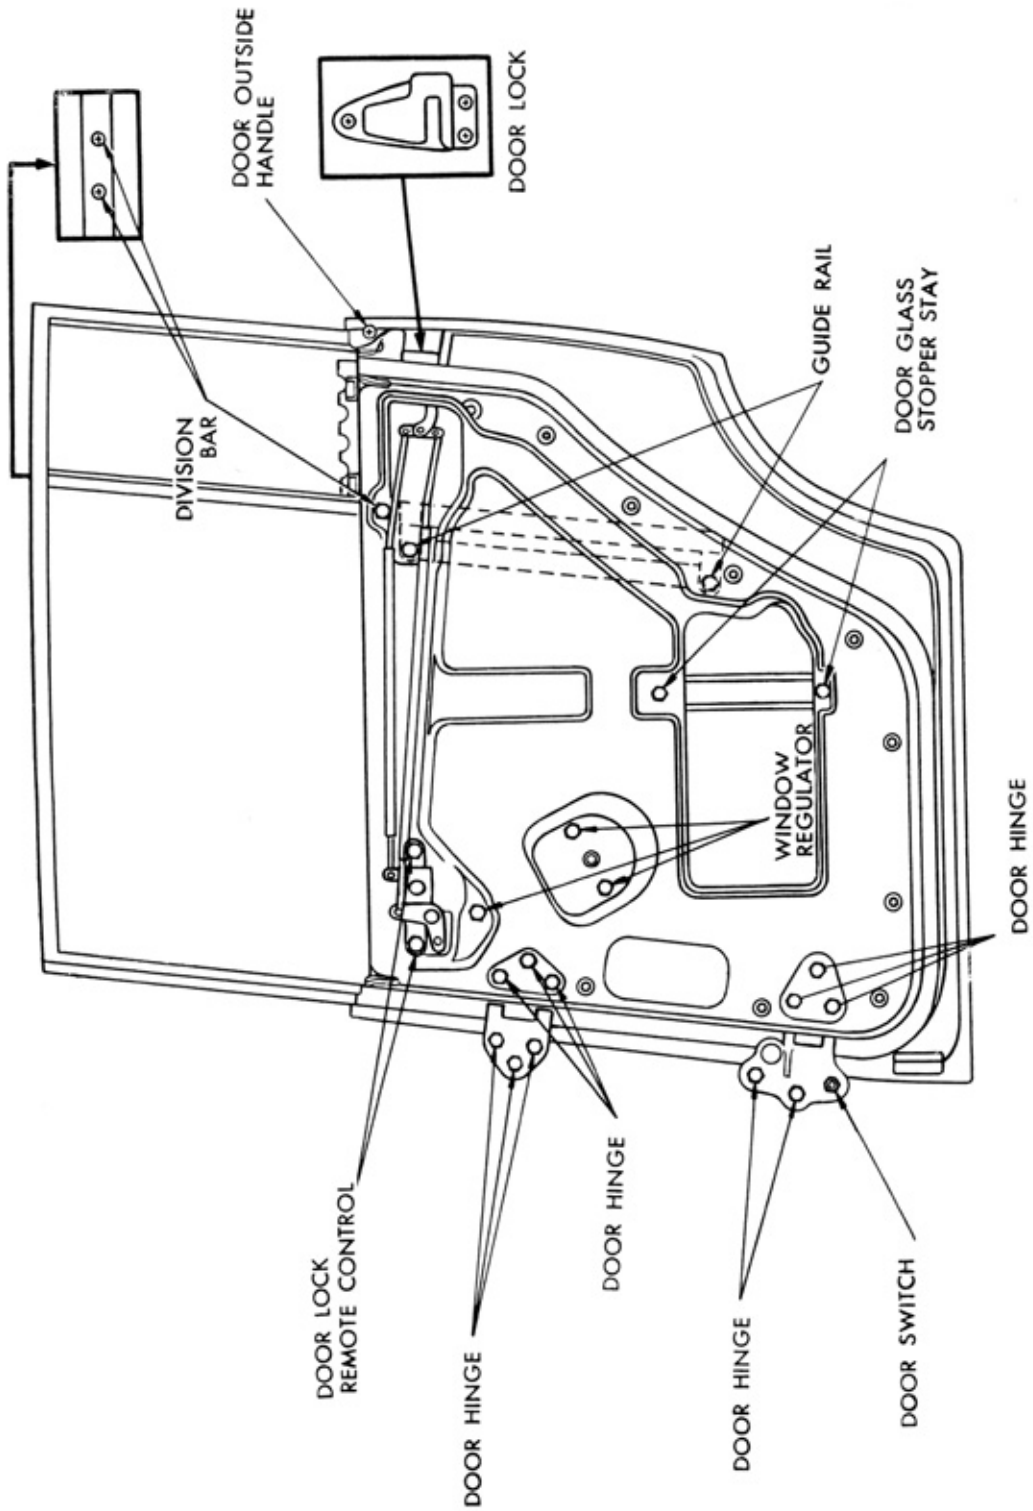 DOOR OUTSIDE
HANDLE
DOOR LOCK
DIVISION
BAR
GUIDE RAIL
DOOR GLASS
STOPPER STAY
WINDOW
REGULATOR
DOOR HINGE
DOOR LOCK
REMOTE CONTROL
DOOR HINGE
DOOR HINGE
DOOR HINGE
DOOR SWITCH